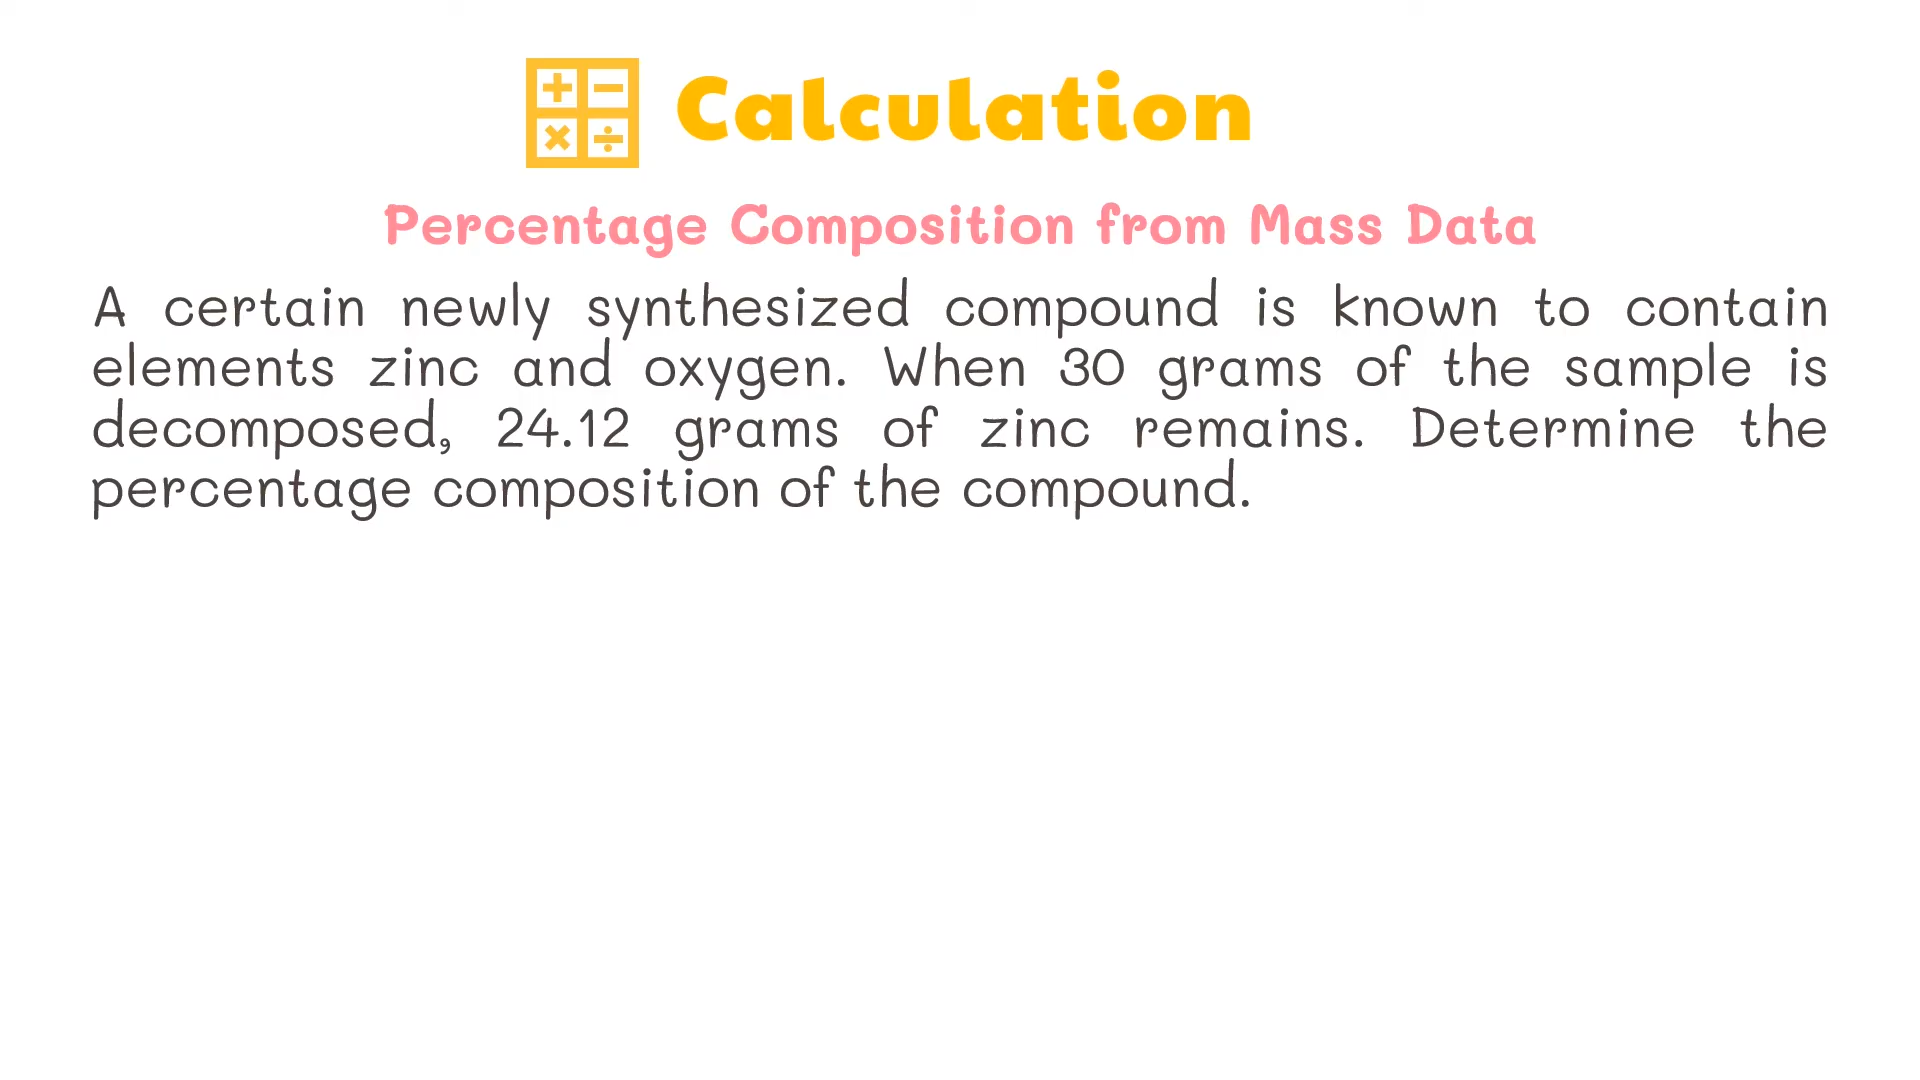 Calculation
Percentage Composition from Mass Data
A certain newly synthesized compound is known to contain
elements zinc and oxygen. When 30 grams of the sample is
decomposed, 24.12 grams of zinc remains. Determine the
percentage composition of the compound.